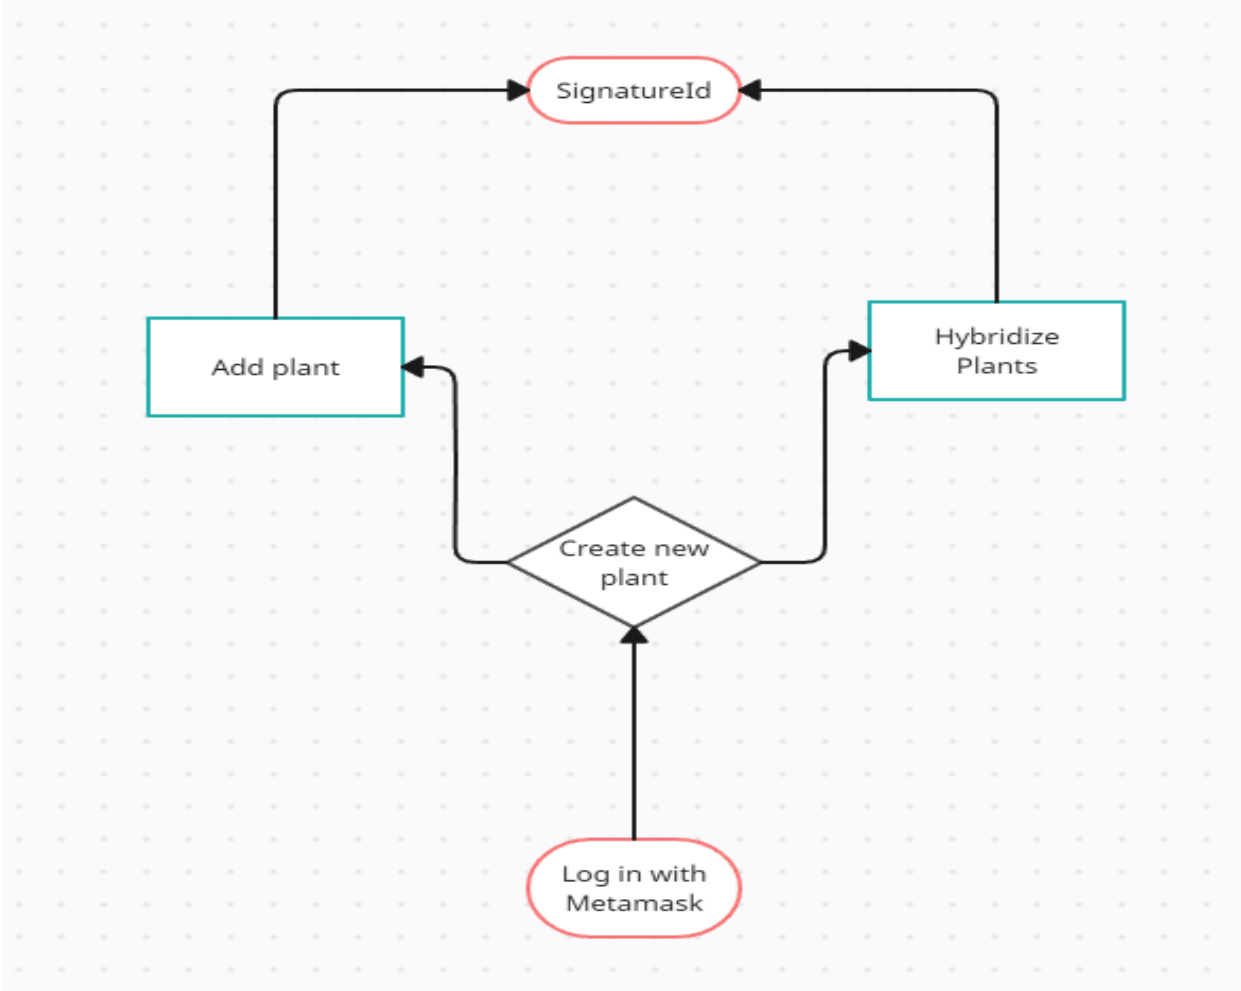 SignatureId
Hybridize
Plants
Add plant
Create new
plant
Log in with
Metamask